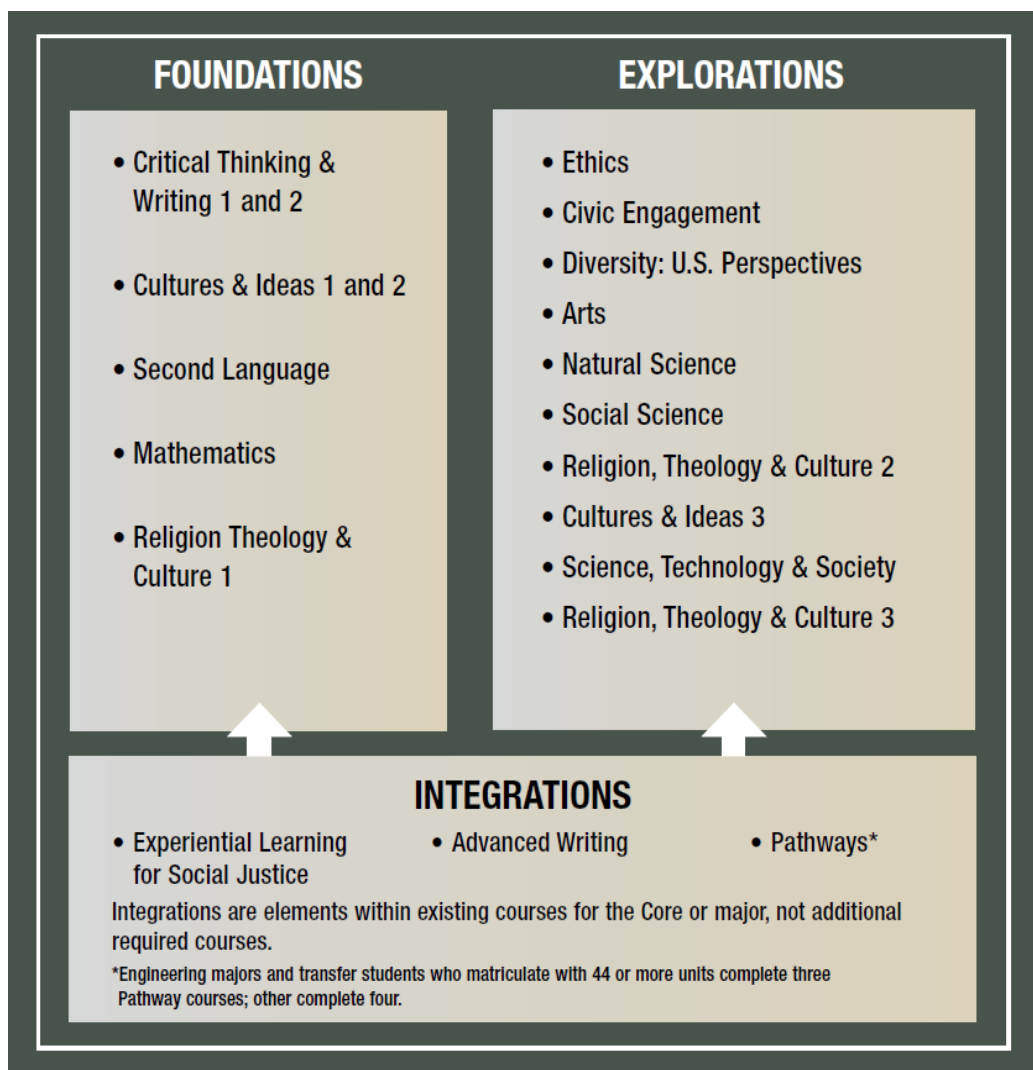 FOUNDATIONS
• Critical Thinking &
Writing 1 and 2
• Cultures & Ideas 1 and 2
• Second Language
• Mathematics
• Religion Theology &
Culture 1
EXPLORATIONS
• Ethics
• Civic Engagement
• Diversity: U.S. Perspectives
• Arts
• Natural Science
• Social Science
• Religion, Theology & Culture 2
• Cultures & Ideas 3
• Science, Technology & Society
• Religion, Theology & Culture 3
INTEGRATIONS
• Experiential Learning
for Social Justice
• Advanced Writing
• Pathways*
Integrations are elements within existing courses for the Core or major, not additional
required courses.
*Engineering majors and transfer students who matriculate with 44 or more units complete three
Pathway courses; other complete four.